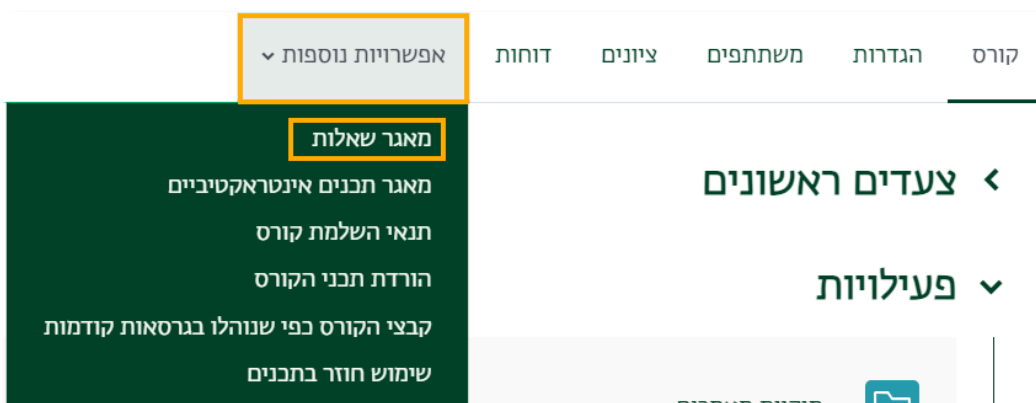 קורס
הגדרות
משתתפים
ציונים
דוחות
אפשרויות נוספות
מאגר שאלות
מאגר תכנים אינטראקטיביים
תנאי השלמת קורס
הורדת תכני הקורס
קבצי הקורס כפי שנוהלו בגרסאות קודמות
שימוש חוזר בתכנים
צעדים ראשונים
פעילויות